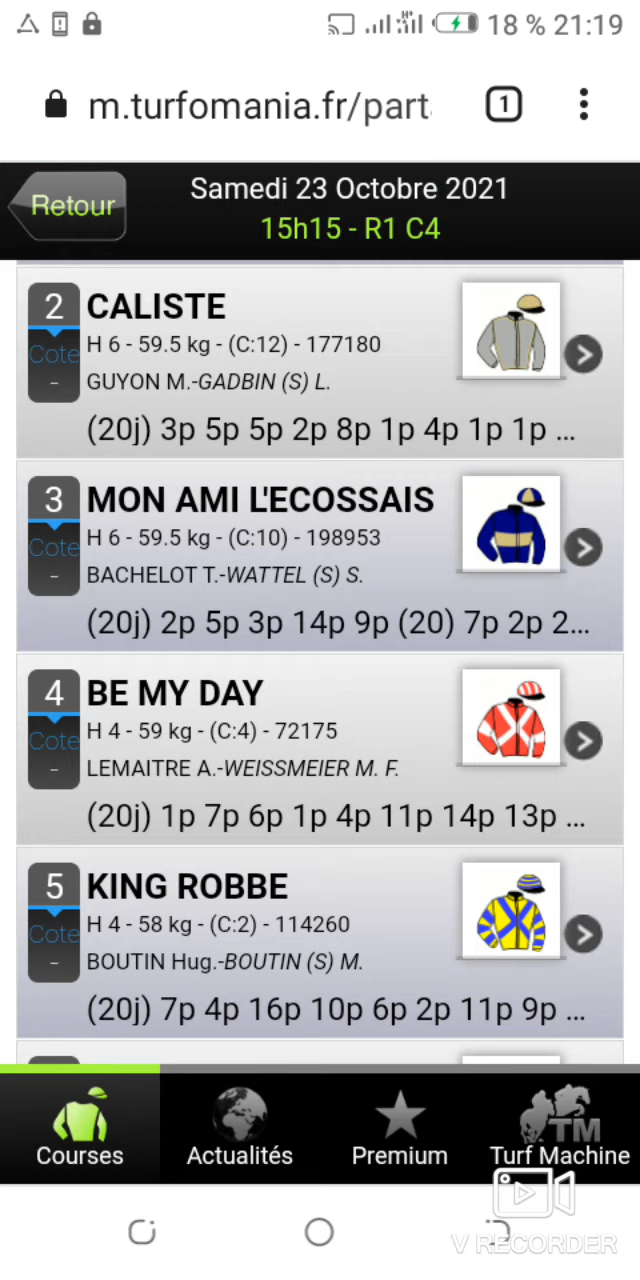 18 % 21:19
m.turfomania.fr/part
1
Retour
Samedi 23 Octobre 2021
15h15 - R1 C4
2 CALISTE
Cote H 6 - 59.5 kg - (C:12) - 177180
- GUYON M.-GADBIN (S) L.
(20j) 3p 5p 5p 2p 8p 1p 4p 1p 1p ...
3 MON AMI L'ECOSSAIS
Cote H 6 - 59.5 kg - (C:10) - 198953
- BACHELOT T.-WATTEL (S) S.
(20j) 2p 5p 3p 14p 9p (20) 7p 2p 2...
4 BE MY DAY
Cote H 4 - 59 kg - (C:4) - 72175
- LEMAITRE A.-WEISSMEIER M. F.
(20j) 1p 7p 6p 1p 4p 11p 14p 13p ...
5 KING ROBBE
Cote H 4 - 58 kg - (C:2) - 114260
- BOUTIN Hug.-BOUTIN (S) M.
(20j) 7p 4p 16p 10p 6p 2p 11p 9p ...
TM
Courses Actualités Premium Turf Machine
V RECORDER